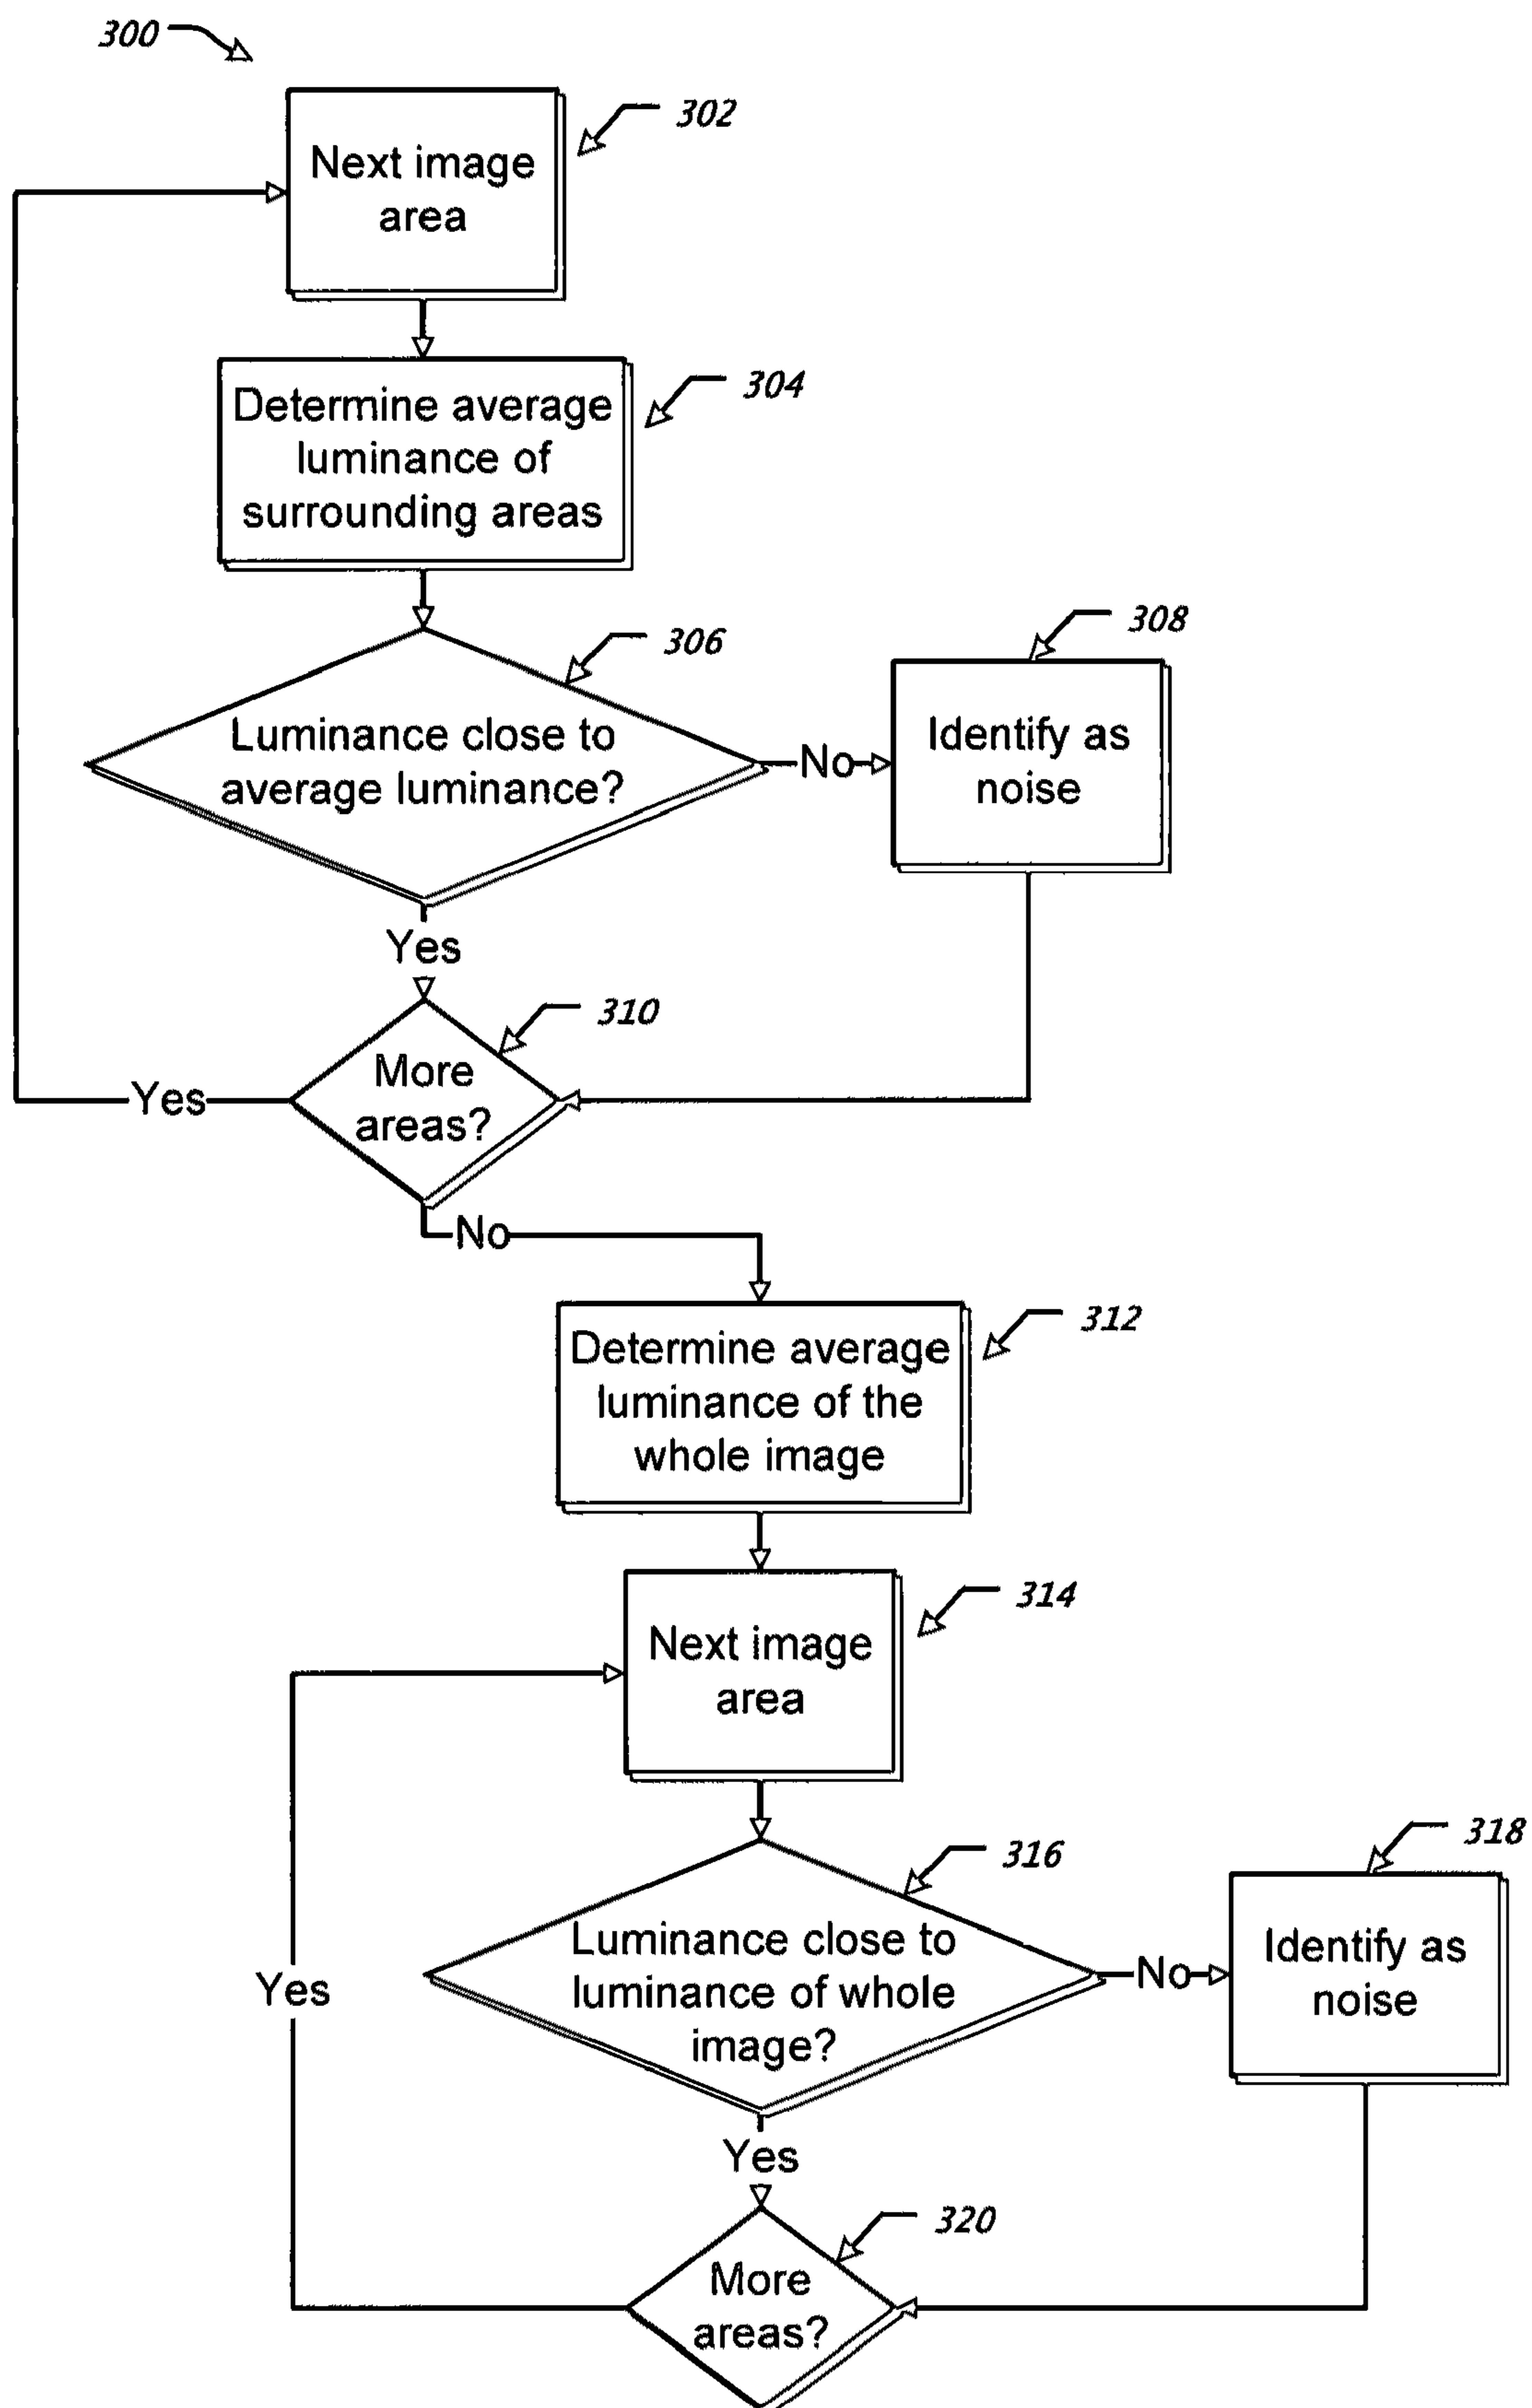 300
302
Next image
area
304
Determine average
luminance of
surrounding areas
306
308
Luminance close to
average luminance?
No
Identify as
noise
Yes
310
More
areas?
Yes
No
312
Determine average
luminance of the
whole image
314
Next image
area
316
318
Luminance close to
luminance of whole
image?
No
Identify as
noise
Yes
Yes
320
More
areas?